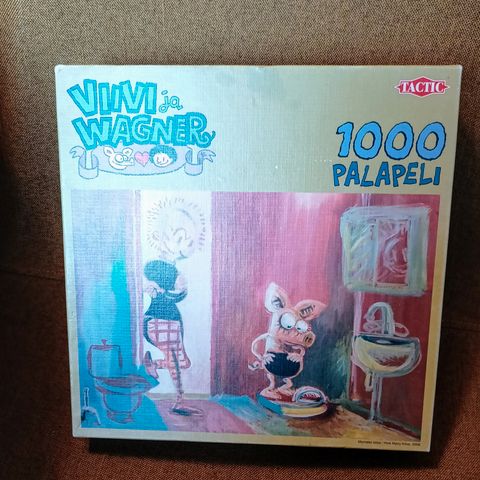 VIIVI ja
WAGNER
TACTIC
1000
PALAPELI